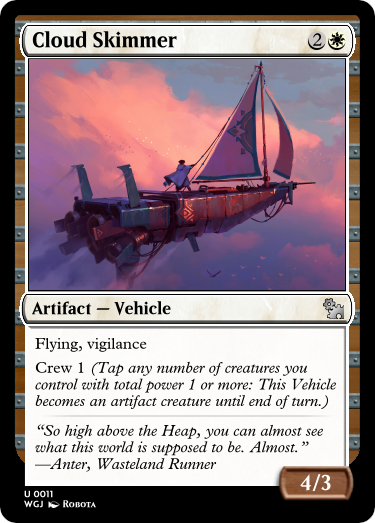 Cloud Skimmer 2
Artifact — Vehicle
Flying, vigilance
Crew 1 (Tap any number of creatures you
control with total power 1 or more: This Vehicle
becomes an artifact creature until end of turn.)
“So high above the Heap, you can almost see
what this world is supposed to be. Almost.”
—Anter, Wasteland Runner
4/3
U 0011
WGJ Robota